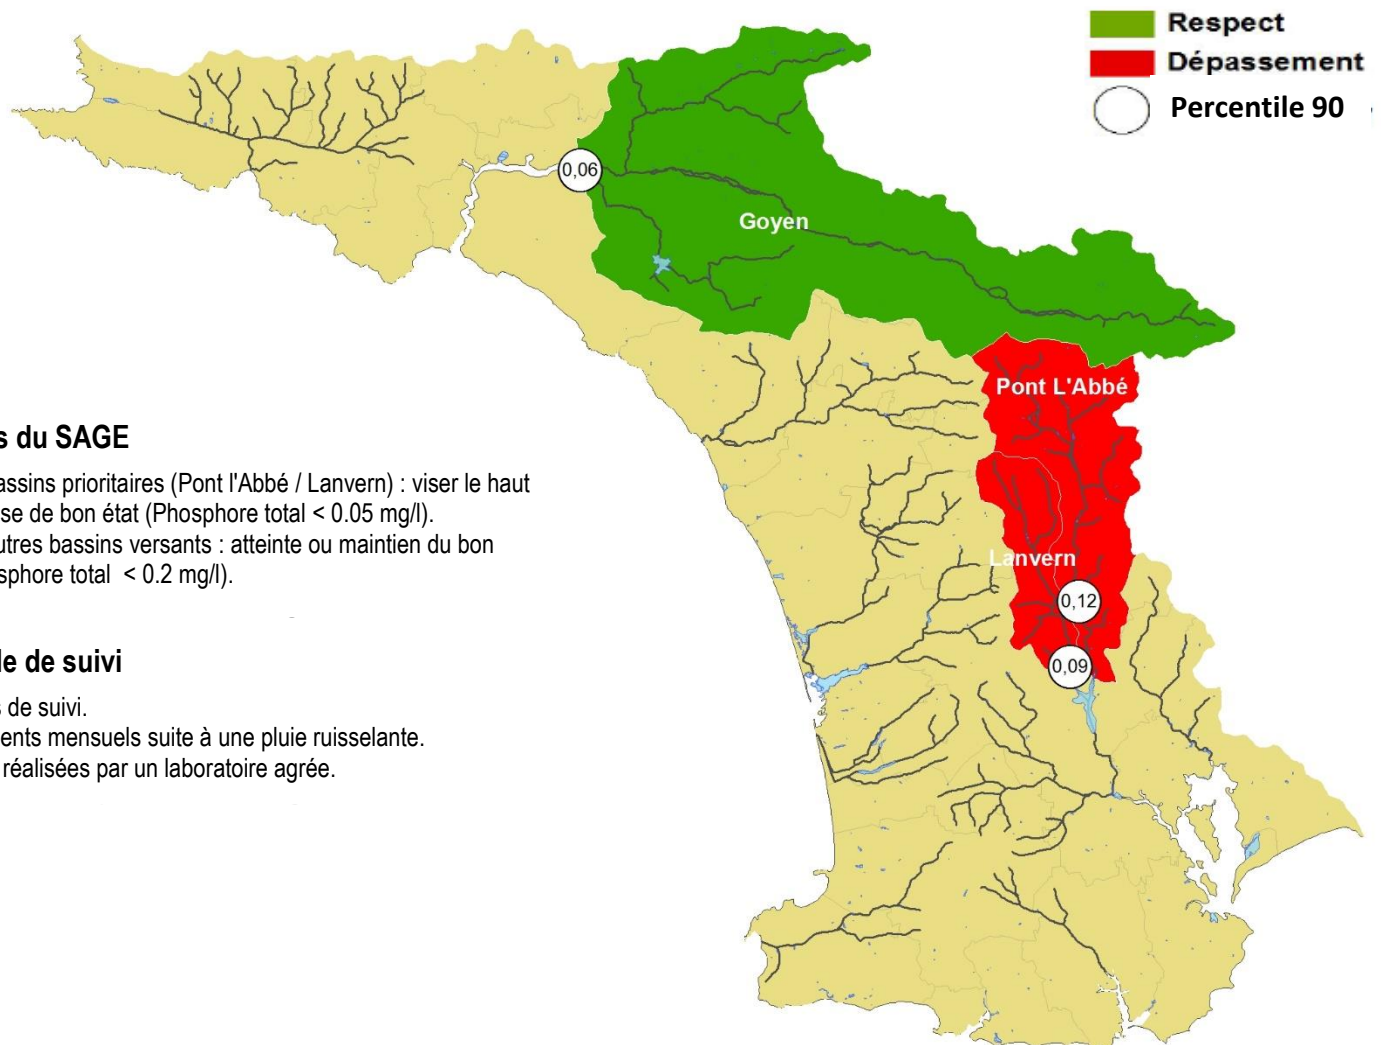 Respect
Dépassement
Percentile 90
0,06
Goyen
Pont L'Abbé
Lanvern
0,12
0,09
s du SAGE
assins prioritaires (Pont l'Abbé / Lanvern) : viser le haut
se de bon état (Phosphore total < 0.05 mg/l).
utres bassins versants : atteinte ou maintien du bon
sphore total < 0.2 mg/l).
le de suivi
s de suivi.
ents mensuels suite à une pluie ruisselante.
réalisées par un laboratoire agrée.